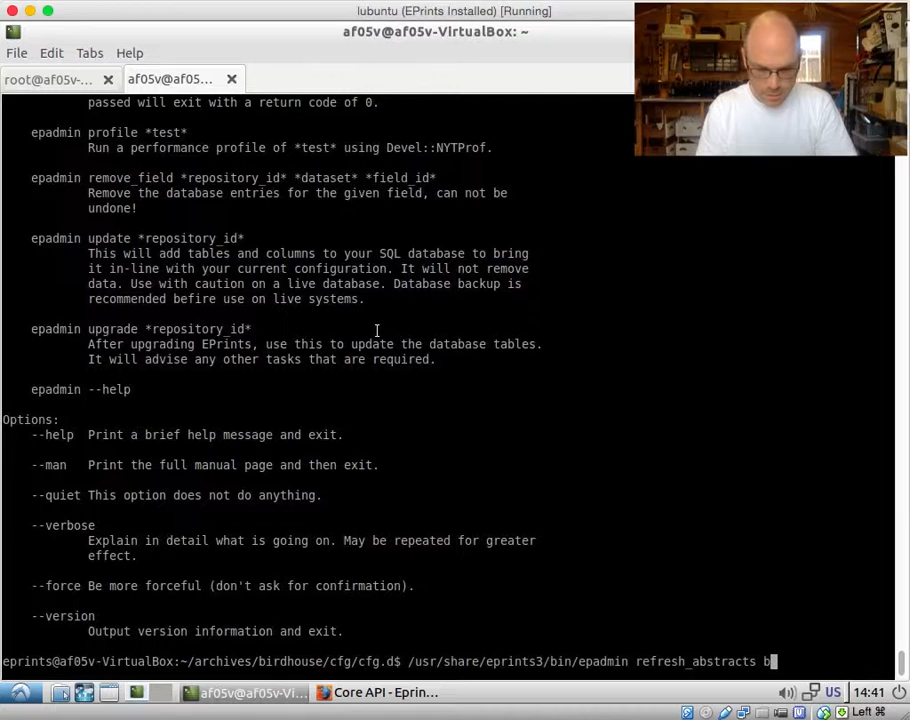 lubuntu (EPrints Installed) [Running]
af05v@af05v-VirtualBox: ~
File Edit Tabs Help
root@af05v-... af05v@af05...
passed will exit with a return code of 0.
epadmin profile *test*
Run a performance profile of *test* using Devel::NYTProf.
epadmin remove_field *repository_id* *dataset* *field_id*
Remove the database entries for the given field, can not be
undone!
epadmin update *repository_id*
This will add tables and columns to your SQL database to bring
it in-line with your current configuration. It will not remove
data. Use with caution on a live database. Database backup is
recommended befire use on live systems.
epadmin upgrade *repository_id*
After upgrading EPrints, use this to update the database tables.
It will advise any other tasks that are required.
epadmin --help
Options:
--help Print a brief help message and exit.
--man Print the full manual page and then exit.
--quiet This option does not do anything.
--verbose
Explain in detail what is going on. May be repeated for greater
effect.
--force Be more forceful (don't ask for confirmation).
--version
Output version information and exit.
eprints@af05v-VirtualBox:~/archives/birdhouse/cfg/cfg.d$ /usr/share/eprints3/bin/epadmin refresh_abstracts b
af05v@af05v-Vi... Core API - Eprin... US 14:41
Left ⌘